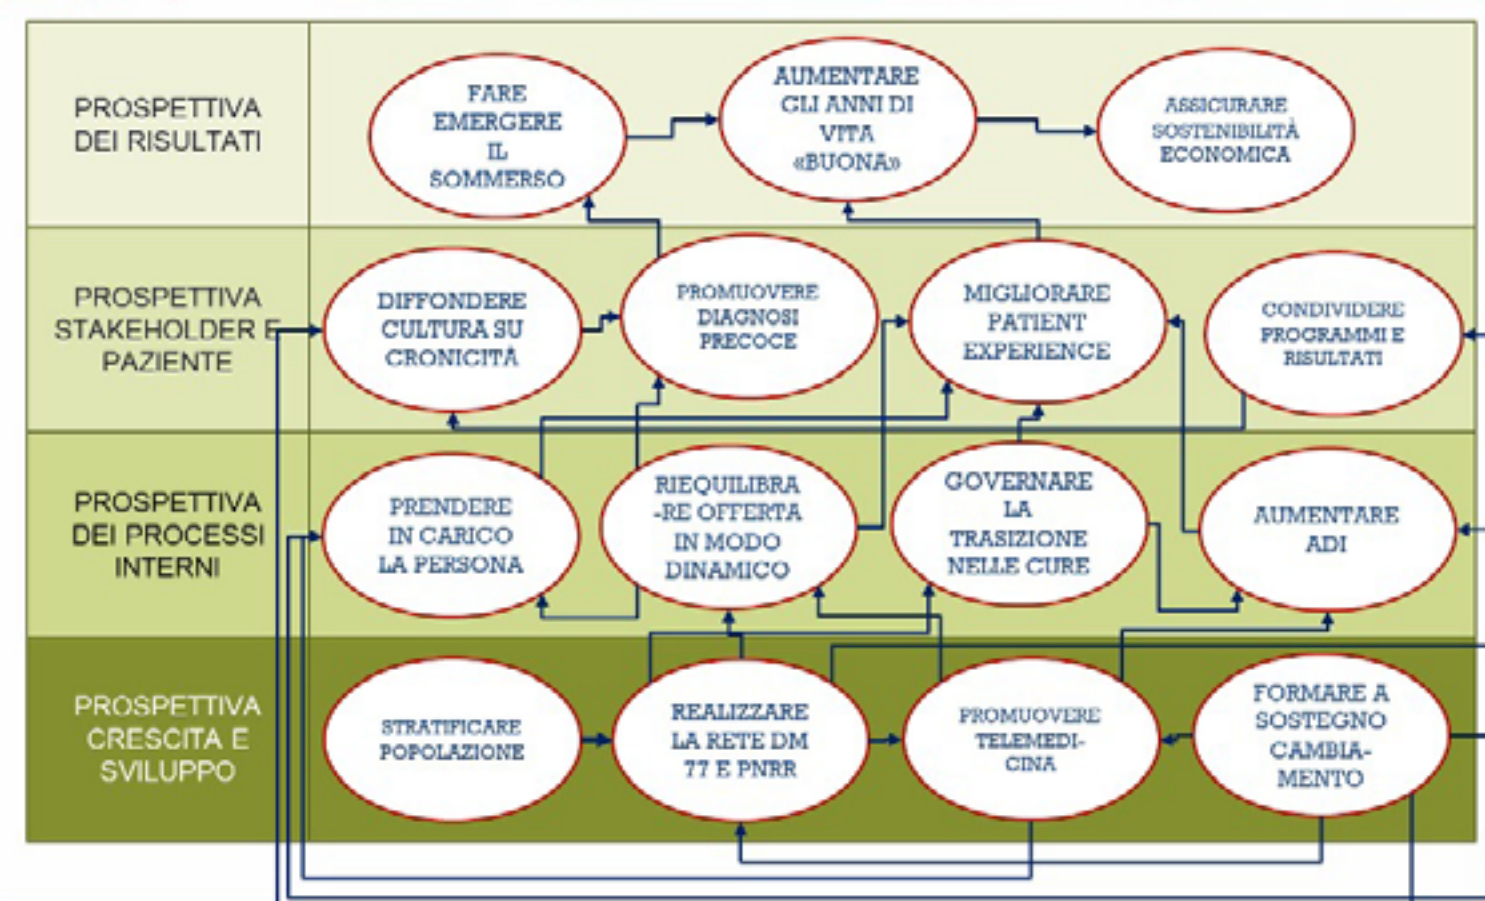 PROSPETTIVA
DEI RISULTATI
FARE
EMERGERE
IL
SOMMERSO
AUMENTARE
GLI ANNI DI
VITA
«BUONA»
ASSICURARE
SOSTENIBILITÀ
ECONOMICA
PROSPETTIVA
STAKEHOLDER E
PAZIENTE
DIFFONDERE
CULTURA SU
CRONICITÀ
PROMUOVERE
DIAGNOSI
PRECOCE
MIGLIORARE
PATIENT
EXPERIENCE
CONDIVIDERE
PROGRAMMI E
RISULTATI
PROSPETTIVA
DEI PROCESSI
INTERNI
PRENDERE
IN CARICO
LA PERSONA
RIEQUILIBRA
-RE OFFERTA
IN MODO
DINAMICO
GOVERNARE
LA
TRASIZIONE
NELLE CURE
AUMENTARE
ADI
PROSPETTIVA
CRESCITA E
SVILUPPO
STRATIFICARE
POPOLAZIONE
REALIZZARE
LA RETE DM
77 E PNRR
PROMUOVERE
TELEMEDI-
CINA
FORMARE A
SOSTEGNO
CAMBIA-
MENTO